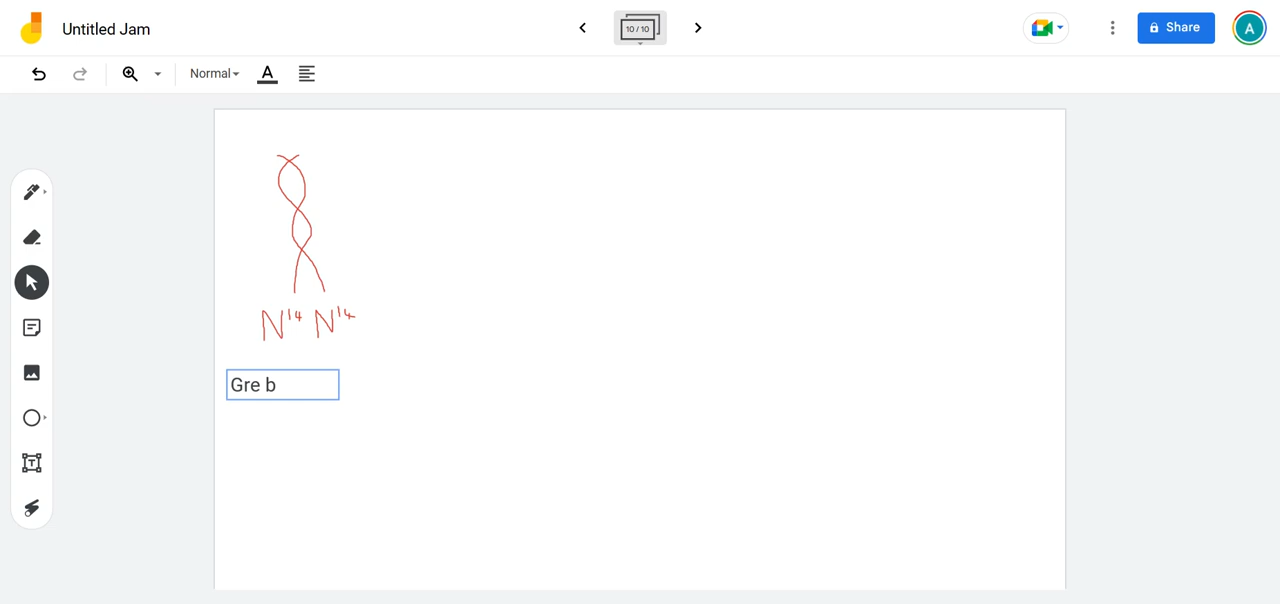 Untitled Jam
10 / 10
Share
A
Normal
A
N¹⁴ N¹⁴
Gre b